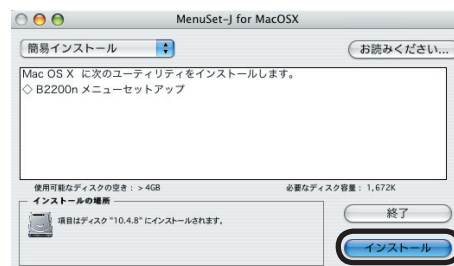 MenuSet-J for MacOSX
簡易インストール
お読みください...
Mac OS X に次のユーティリティをインストールします。
◇ B2200n メニューセットアップ
使用可能なディスクの空き： > 4GB
必要なディスク容量： 1,672K
インストールの場所
項目はディスク "10.4.8" にインストールされます。
終了
インストール